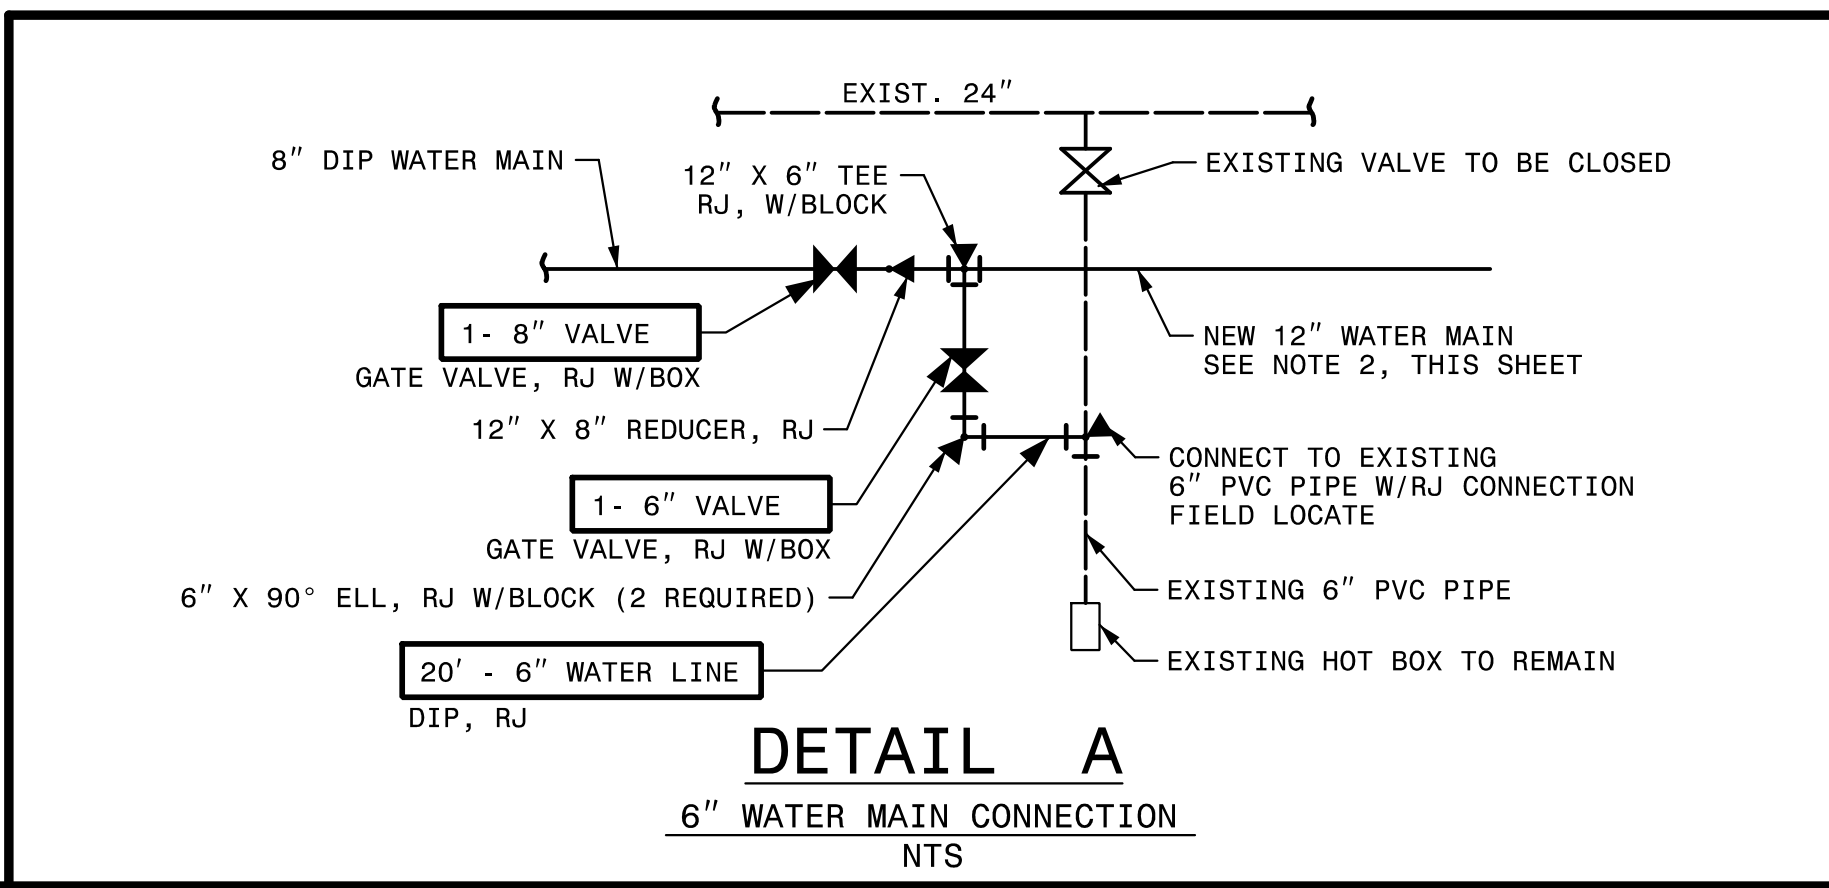 EXIST. 24"
8" DIP WATER MAIN
12" X 6" TEE
RJ, W/BLOCK
EXISTING VALVE TO BE CLOSED
1- 8" VALVE
GATE VALVE, RJ W/BOX
NEW 12" WATER MAIN
SEE NOTE 2, THIS SHEET
12" X 8" REDUCER, RJ
CONNECT TO EXISTING
6" PVC PIPE W/RJ CONNECTION
FIELD LOCATE
1- 6" VALVE
GATE VALVE, RJ W/BOX
6" X 90° ELL, RJ W/BLOCK (2 REQUIRED)
EXISTING 6" PVC PIPE
20' - 6" WATER LINE
DIP, RJ
EXISTING HOT BOX TO REMAIN
DETAIL A
6" WATER MAIN CONNECTION
NTS